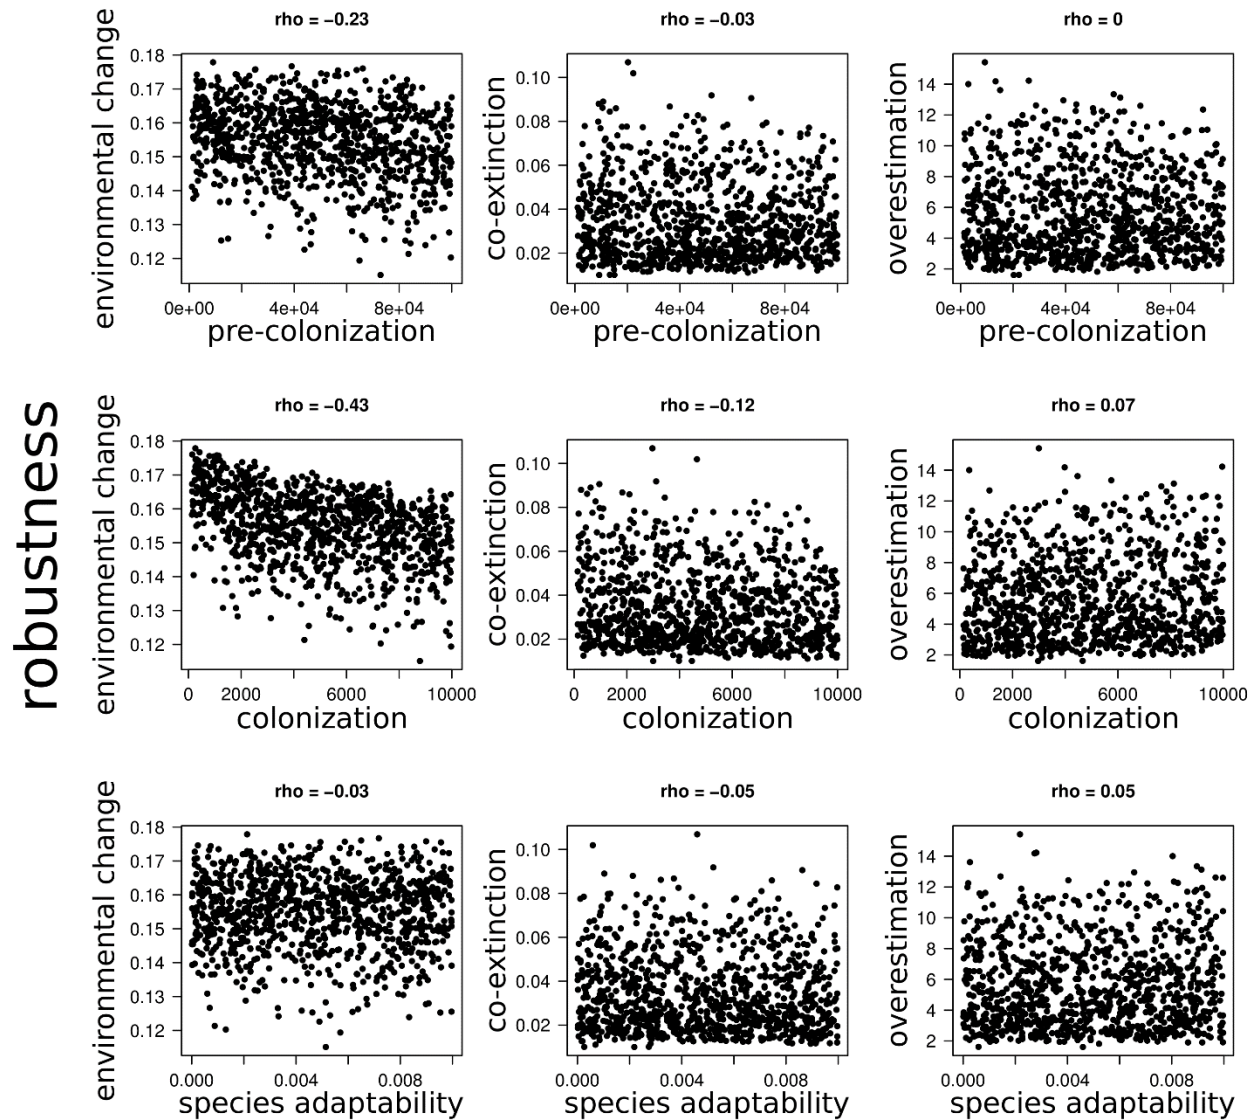 robustness
rho = −0.23
environmental change
0.18
0.17
0.16
0.15
0.14
0.13
0.12
0e+00 4e+04 8e+04
pre-colonization
rho = −0.03
co-extinction
0.10
0.08
0.06
0.04
0.02
0e+00 4e+04 8e+04
pre-colonization
rho = 0
overestimation
14
12
10
8
6
4
2
0e+00 4e+04 8e+04
pre-colonization
rho = −0.43
environmental change
0.18
0.17
0.16
0.15
0.14
0.13
0.12
0 2000 6000 10000
colonization
rho = −0.12
co-extinction
0.10
0.08
0.06
0.04
0.02
0 2000 6000 10000
colonization
rho = 0.07
overestimation
14
12
10
8
6
4
2
0 2000 6000 10000
colonization
rho = −0.03
environmental change
0.18
0.17
0.16
0.15
0.14
0.13
0.12
0.000 0.004 0.008
species adaptability
rho = −0.05
co-extinction
0.10
0.08
0.06
0.04
0.02
0.000 0.004 0.008
species adaptability
rho = 0.05
overestimation
14
12
10
8
6
4
2
0.000 0.004 0.008
species adaptability